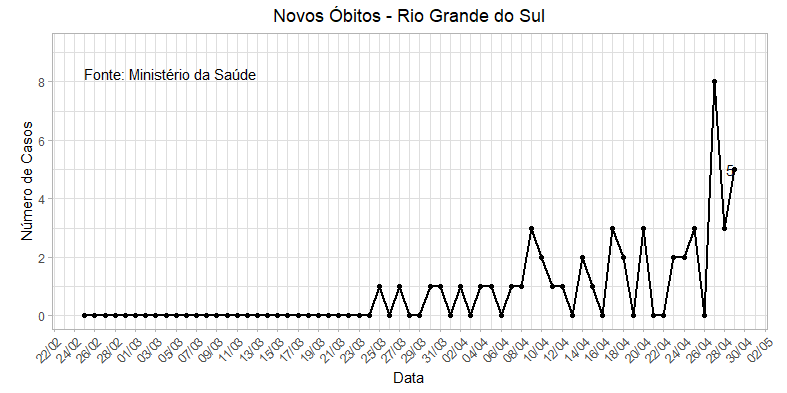 Novos Óbitos - Rio Grande do Sul
Fonte: Ministério da Saúde
Número de Casos
8
6
4
2
0
5
22/02 24/02 26/02 28/02 01/03 03/03 05/03 07/03 09/03 11/03 13/03 15/03 17/03 19/03 21/03 23/03 25/03 27/03 29/03 31/03 02/04 04/04 06/04 08/04 10/04 12/04 14/04 16/04 18/04 20/04 22/04 24/04 26/04 28/04 30/04 02/05
Data